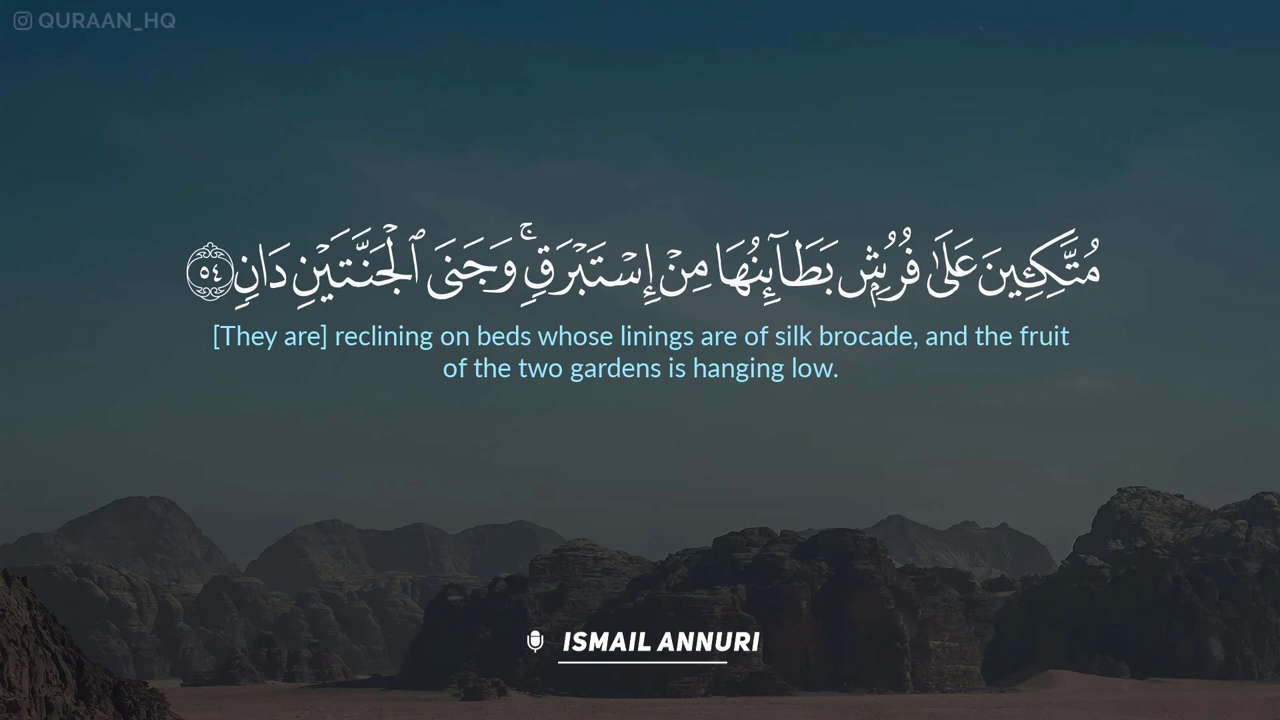 QURAAN_HQ
مُتَّكِـِٔينَ عَلَىٰ فُرُشٍۭ بَطَآئِنُهَا مِنْ إِسْتَبْرَقٍۢ ۚ وَجَنَى ٱلْجَنَّتَيْنِ دَانٍۢ ٥٤
[They are] reclining on beds whose linings are of silk brocade, and the fruit
of the two gardens is hanging low.
ISMAIL ANNURI